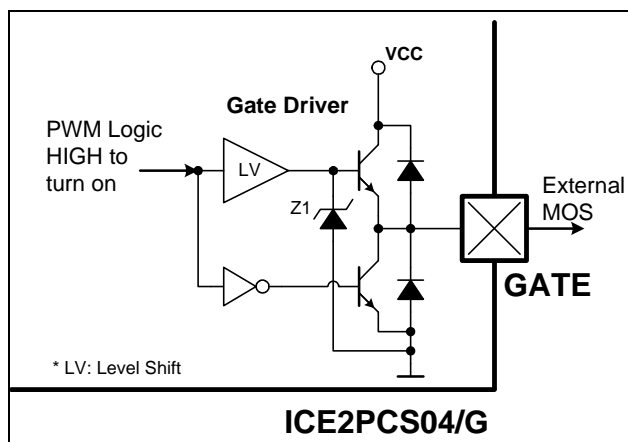 VCC
Gate Driver
PWM Logic
HIGH to
turn on
LV
Z1
External
MOS
GATE
* LV: Level Shift
ICE2PCS04/G